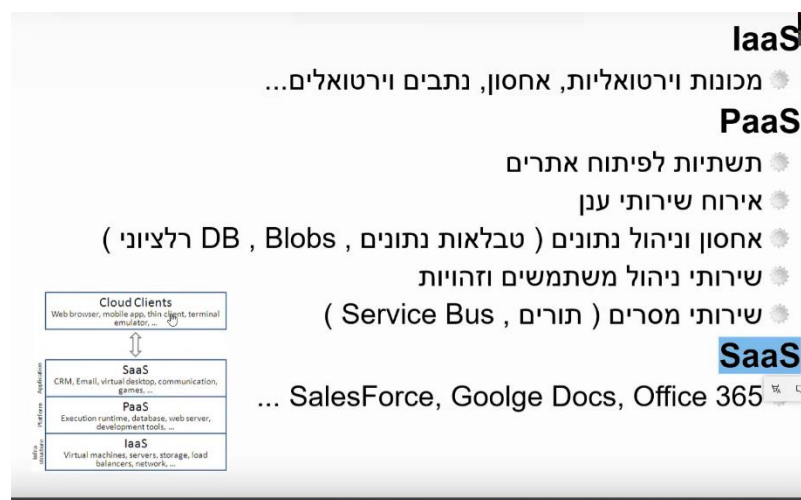 IaaS
מכונות וירטואליות, אחסון, נתבים וירטואלים...
PaaS
תשתיות לפיתוח אתרים
אירוח שירותי ענן
אחסון וניהול נתונים ( טבלאות נתונים , DB , Blobs רלציוני )
שירותי ניהול משתמשים וזהויות
שירותי מסרים ( תורים , Service Bus )
SaaS
SalesForce, Goolge Docs, Office 365 ...
Cloud Clients
Web browser, mobile app, thin client, terminal
emulator, ...
Application
SaaS
CRM, Email, virtual desktop, communication,
games, ...
Platform
PaaS
Execution runtime, database, web server,
development tools, ...
Infra
structure
IaaS
Virtual machines, servers, storage, load
balancers, network, ...